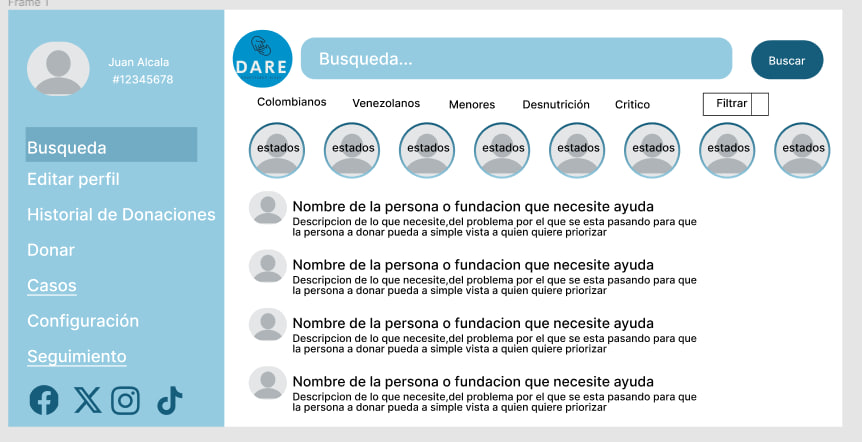 Frame 1
Juan Alcala
#12345678
Busqueda
Editar perfil
Historial de Donaciones
Donar
Casos
Configuración
Seguimiento
DARE
Busqueda...
Buscar
Colombianos
Venezolanos
Menores
Desnutrición
Critico
Filtrar
estados
estados
estados
estados
estados
estados
estados
estados
Nombre de la persona o fundacion que necesite ayuda
Descripcion de lo que necesite,del problema por el que se esta pasando para que
la persona a donar pueda a simple vista a quien quiere priorizar
Nombre de la persona o fundacion que necesite ayuda
Descripcion de lo que necesite,del problema por el que se esta pasando para que
la persona a donar pueda a simple vista a quien quiere priorizar
Nombre de la persona o fundacion que necesite ayuda
Descripcion de lo que necesite,del problema por el que se esta pasando para que
la persona a donar pueda a simple vista a quien quiere priorizar
Nombre de la persona o fundacion que necesite ayuda
Descripcion de lo que necesite,del problema por el que se esta pasando para que
la persona a donar pueda a simple vista a quien quiere priorizar